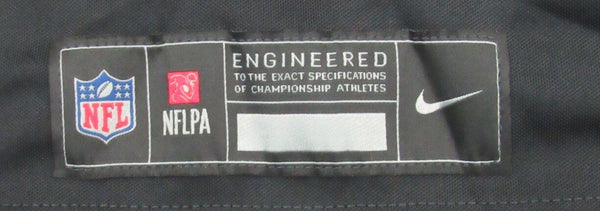 NFL
NFLPA
ENGINEERED
TO THE EXACT SPECIFICATIONS
OF CHAMPIONSHIP ATHLETES